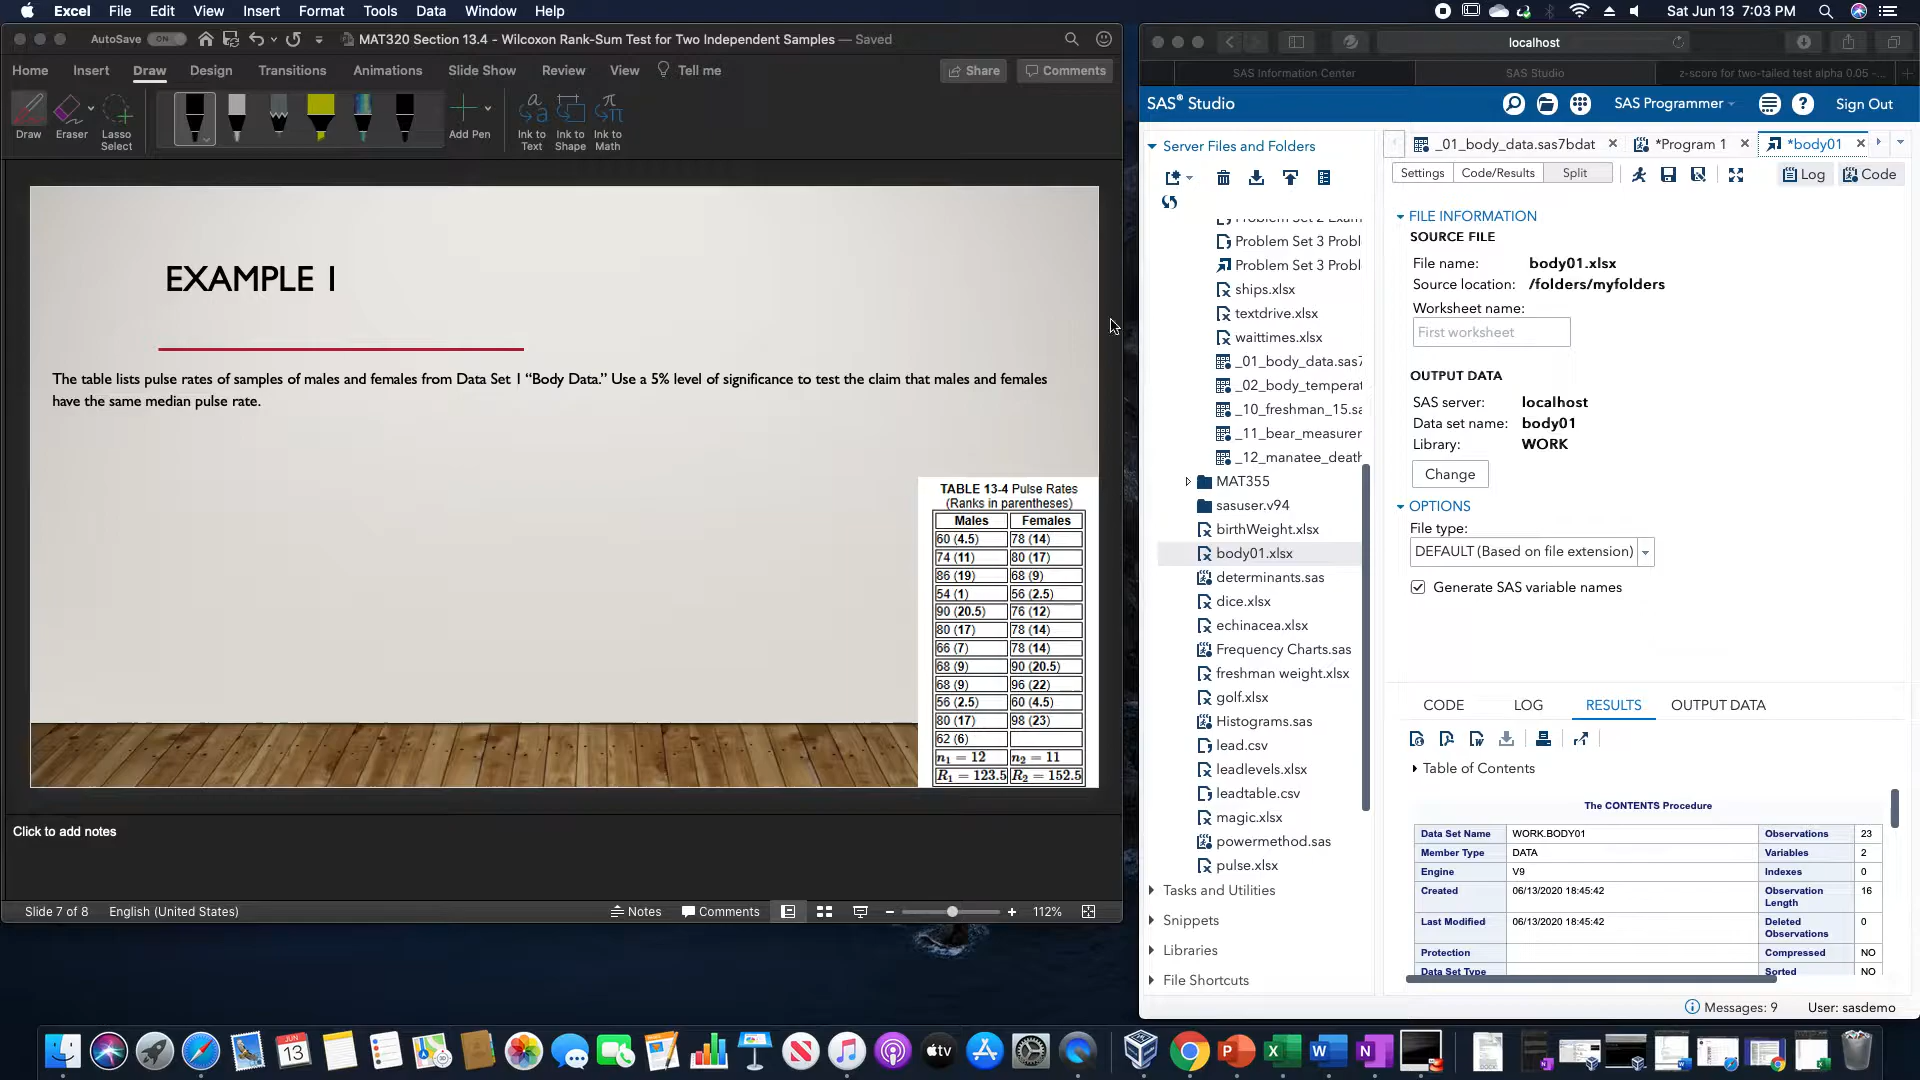 Excel File Edit View Insert Format Tools Data Window Help
Sat Jun 13 7:03 PM
AutoSave ON
MAT320 Section 13.4 - Wilcoxon Rank-Sum Test for Two Independent Samples — Saved
Home Insert Draw Design Transitions Animations Slide Show Review View Tell me
Share Comments
Draw Eraser Lasso Select
Add Pen
Ink to Text Ink to Shape Ink to Math
EXAMPLE 1
The table lists pulse rates of samples of males and females from Data Set 1 “Body Data.” Use a 5% level of significance to test the claim that males and females
have the same median pulse rate.
TABLE 13-4 Pulse Rates
(Ranks in parentheses)
Males Females
60 (4.5) 78 (14)
74 (11) 80 (17)
86 (19) 68 (9)
54 (1) 56 (2.5)
90 (20.5) 76 (12)
80 (17) 78 (14)
66 (7) 78 (14)
68 (9) 90 (20.5)
68 (9) 96 (22)
56 (2.5) 60 (4.5)
80 (17) 98 (23)
62 (6)
n₁ = 12 n₂ = 11
R₁ = 123.5 R₂ = 152.5
Click to add notes
Slide 7 of 8 English (United States)
Notes Comments 112%
localhost
SAS Information Center SAS Studio z-score for two-tailed test alpha 0.05 -...
SAS® Studio
SAS Programmer Sign Out
Server Files and Folders
Problem Set 3 Probl
Problem Set 3 Probl
ships.xlsx
textdrive.xlsx
waittimes.xlsx
_01_body_data.sas7
_02_body_temperat
_10_freshman_15.sa
_11_bear_measurer
_12_manatee_death
MAT355
sasuser.v94
birthWeight.xlsx
body01.xlsx
determinants.sas
dice.xlsx
echinacea.xlsx
Frequency Charts.sas
freshman weight.xlsx
golf.xlsx
Histograms.sas
lead.csv
leadlevels.xlsx
leadtable.csv
magic.xlsx
powermethod.sas
pulse.xlsx
Tasks and Utilities
Snippets
Libraries
File Shortcuts
_01_body_data.sas7bdat *Program 1 *body01
Settings Code/Results Split
Log Code
FILE INFORMATION
SOURCE FILE
File name: body01.xlsx
Source location: /folders/myfolders
Worksheet name:
First worksheet
OUTPUT DATA
SAS server: localhost
Data set name: body01
Library: WORK
Change
OPTIONS
File type:
DEFAULT (Based on file extension)
Generate SAS variable names
CODE LOG RESULTS OUTPUT DATA
Table of Contents
The CONTENTS Procedure
Data Set Name WORK.BODY01 Observations 23
Member Type DATA Variables 2
Engine V9 Indexes 0
Created 06/13/2020 18:45:42 Observation Length 16
Last Modified 06/13/2020 18:45:42 Deleted Observations 0
Protection Compressed NO
Data Set Type Sorted NO
Messages: 9 User: sasdemo
JUN
13
tv
P X W N